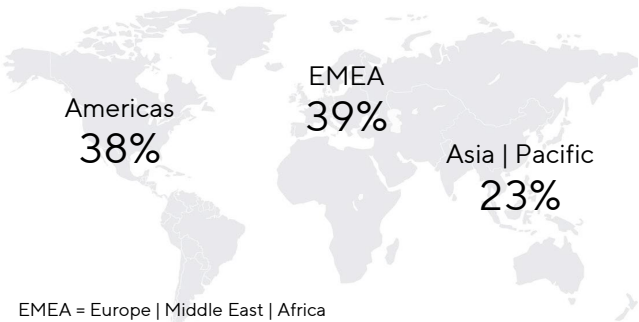 EMEA
39%
Americas
38%
Asia | Pacific
23%
EMEA = Europe | Middle East | Africa